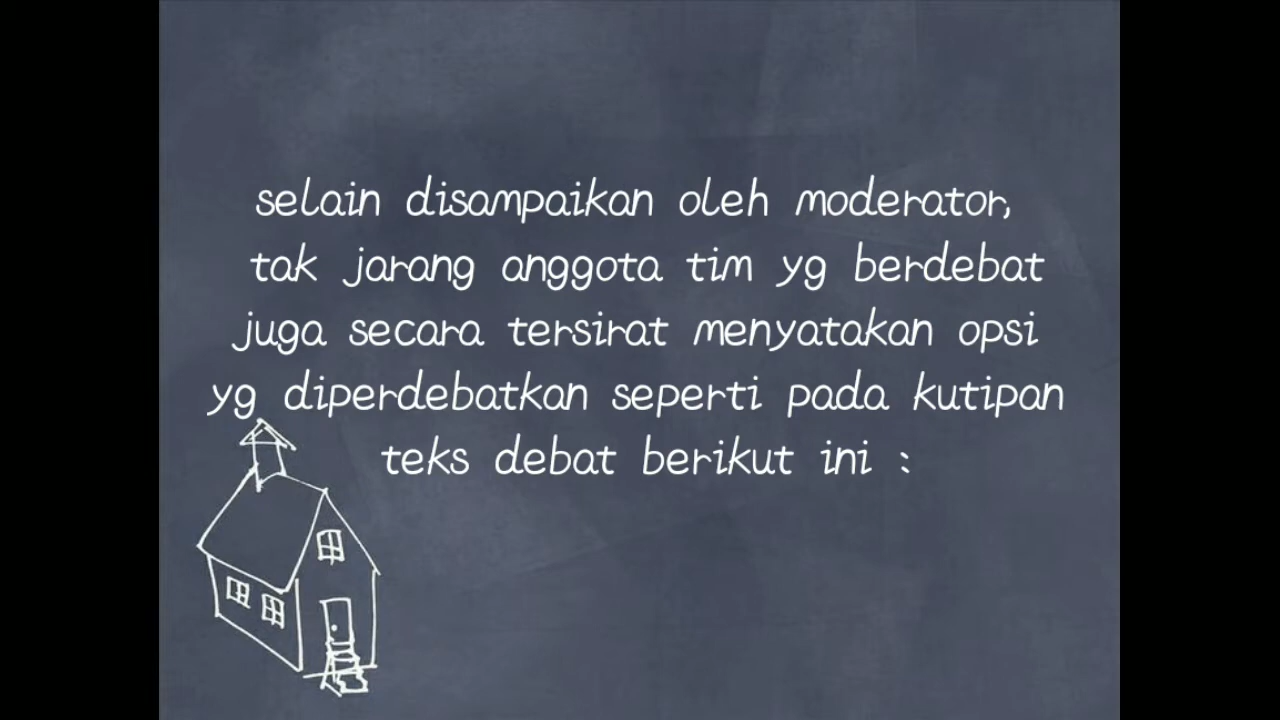 selain disampaikan oleh moderator,
tak jarang anggota tim yg berdebat
juga secara tersirat menyatakan opsi
yg diperdebatkan seperti pada kutipan
teks debat berikut ini :